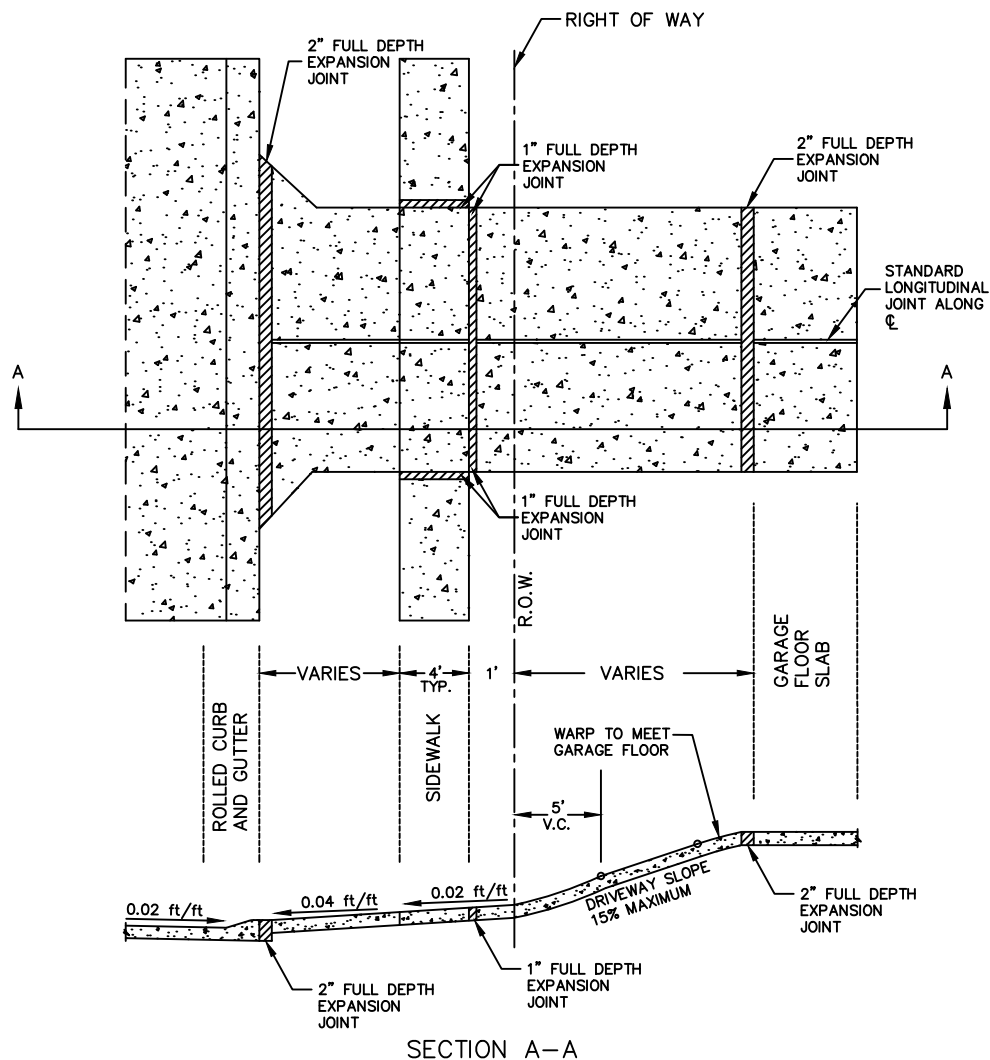 RIGHT OF WAY
2” FULL DEPTH
EXPANSION
JOINT
1” FULL DEPTH
EXPANSION
JOINT
2” FULL DEPTH
EXPANSION
JOINT
STANDARD
LONGITUDINAL
JOINT ALONG
℄
A
A
1” FULL DEPTH
EXPANSION
JOINT
R.O.W.
VARIES
4'
TYP.
1'
VARIES
GARAGE
FLOOR
SLAB
ROLLED CURB
AND GUTTER
SIDEWALK
WARP TO MEET
GARAGE FLOOR
5'
V.C.
DRIVEWAY SLOPE
15% MAXIMUM
0.02 ft/ft
0.04 ft/ft
0.02 ft/ft
2” FULL DEPTH
EXPANSION
JOINT
1” FULL DEPTH
EXPANSION
JOINT
2” FULL DEPTH
EXPANSION
JOINT
SECTION A–A